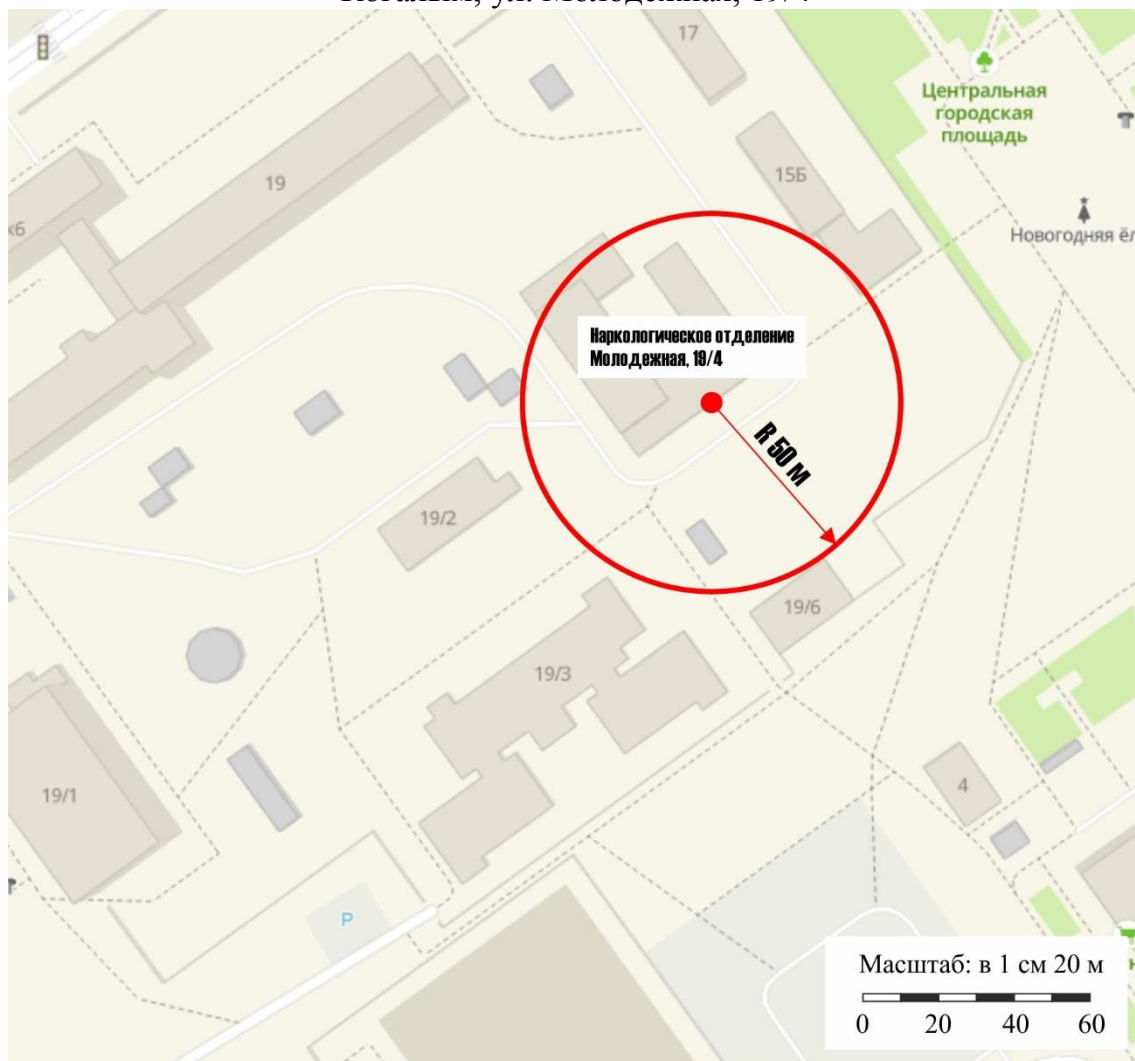 17
Центральная
городская
площадь
15Б
19
к6
Новогодняя ёл
Наркологическое отделение
Молодежная, 19/4
R 50 м
19/2
19/6
19/3
19/1
4
P
Масштаб: в 1 см 20 м
0 20 40 60